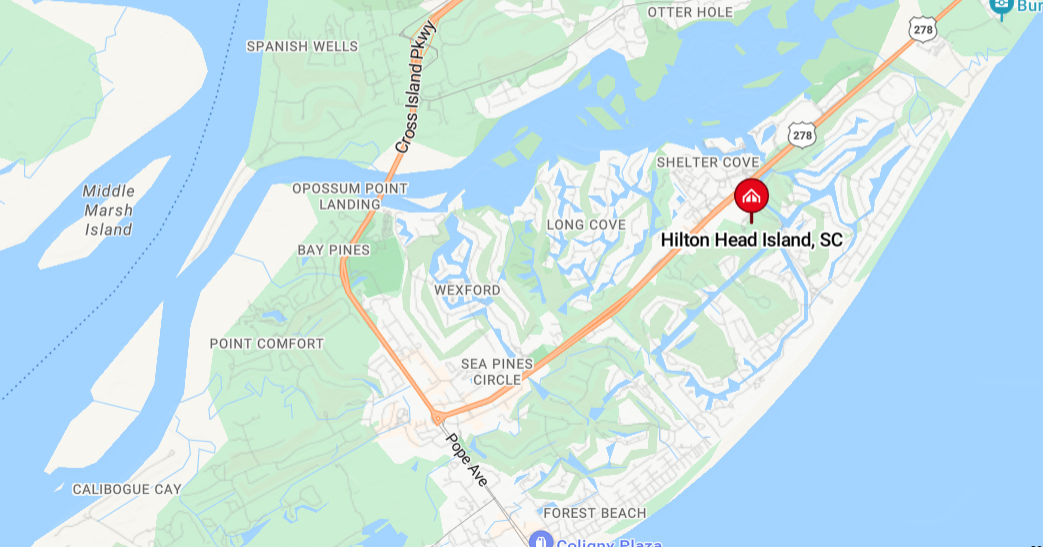 OTTER HOLE
Bur
278
SPANISH WELLS
Cross Island Pkwy
278
SHELTER COVE
Middle
Marsh
Island
OPOSSUM POINT
LANDING
LONG COVE
Hilton Head Island, SC
BAY PINES
WEXFORD
POINT COMFORT
SEA PINES
CIRCLE
Pope Ave
CALIBOGUE CAY
FOREST BEACH
Coligny Plaza